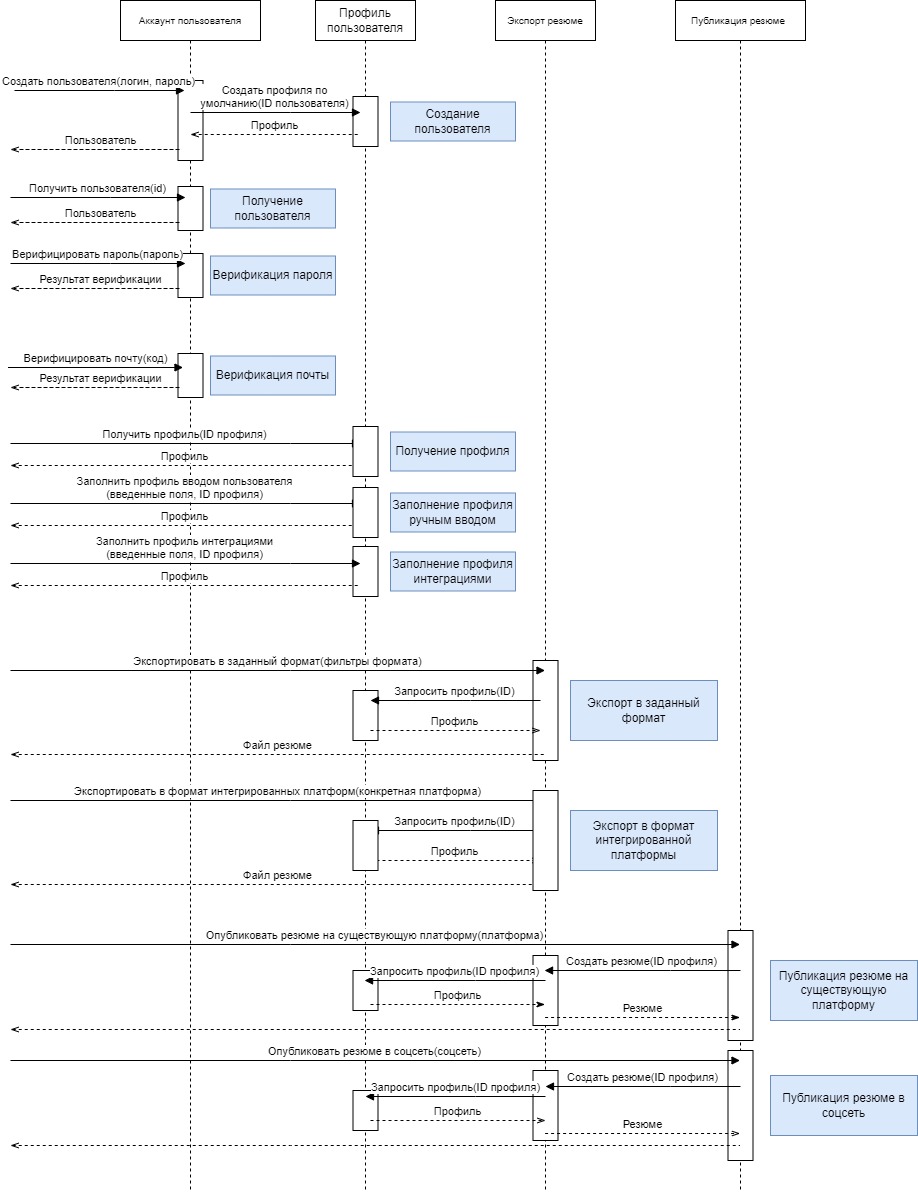 Аккаунт пользователя
Профиль
пользователя
Экспорт резюме
Публикация резюме
Создать пользователя(логин, пароль)
Создать профиля по
умолчанию(ID пользователя)
Профиль
Пользователь
Создание
пользователя
Получить пользователя(id)
Пользователь
Получение
пользователя
Верифицировать пароль(пароль)
Результат верификации
Верификация пароля
Верифицировать почту(код)
Результат верификации
Верификация почты
Получить профиль(ID профиля)
Профиль
Получение профиля
Заполнить профиль вводом пользователя
(введенные поля, ID профиля)
Профиль
Заполнение профиля
ручным вводом
Заполнить профиль интеграциями
(введенные поля, ID профиля)
Профиль
Заполнение профиля
интеграциями
Экспортировать в заданный формат(фильтры формата)
Запросить профиль(ID)
Профиль
Файл резюме
Экспорт в заданный
формат
Экспортировать в формат интегрированных платформ(конкретная платформа)
Запросить профиль(ID)
Профиль
Файл резюме
Экспорт в формат
интегрированной
платформы
Опубликовать резюме на существующую платформу(платформа)
Создать резюме(ID профиля)
Запросить профиль(ID профиля)
Профиль
Резюме
Публикация резюме на
существующую
платформу
Опубликовать резюме в соцсеть(соцсеть)
Создать резюме(ID профиля)
Запросить профиль(ID профиля)
Профиль
Резюме
Публикация резюме в
соцсеть